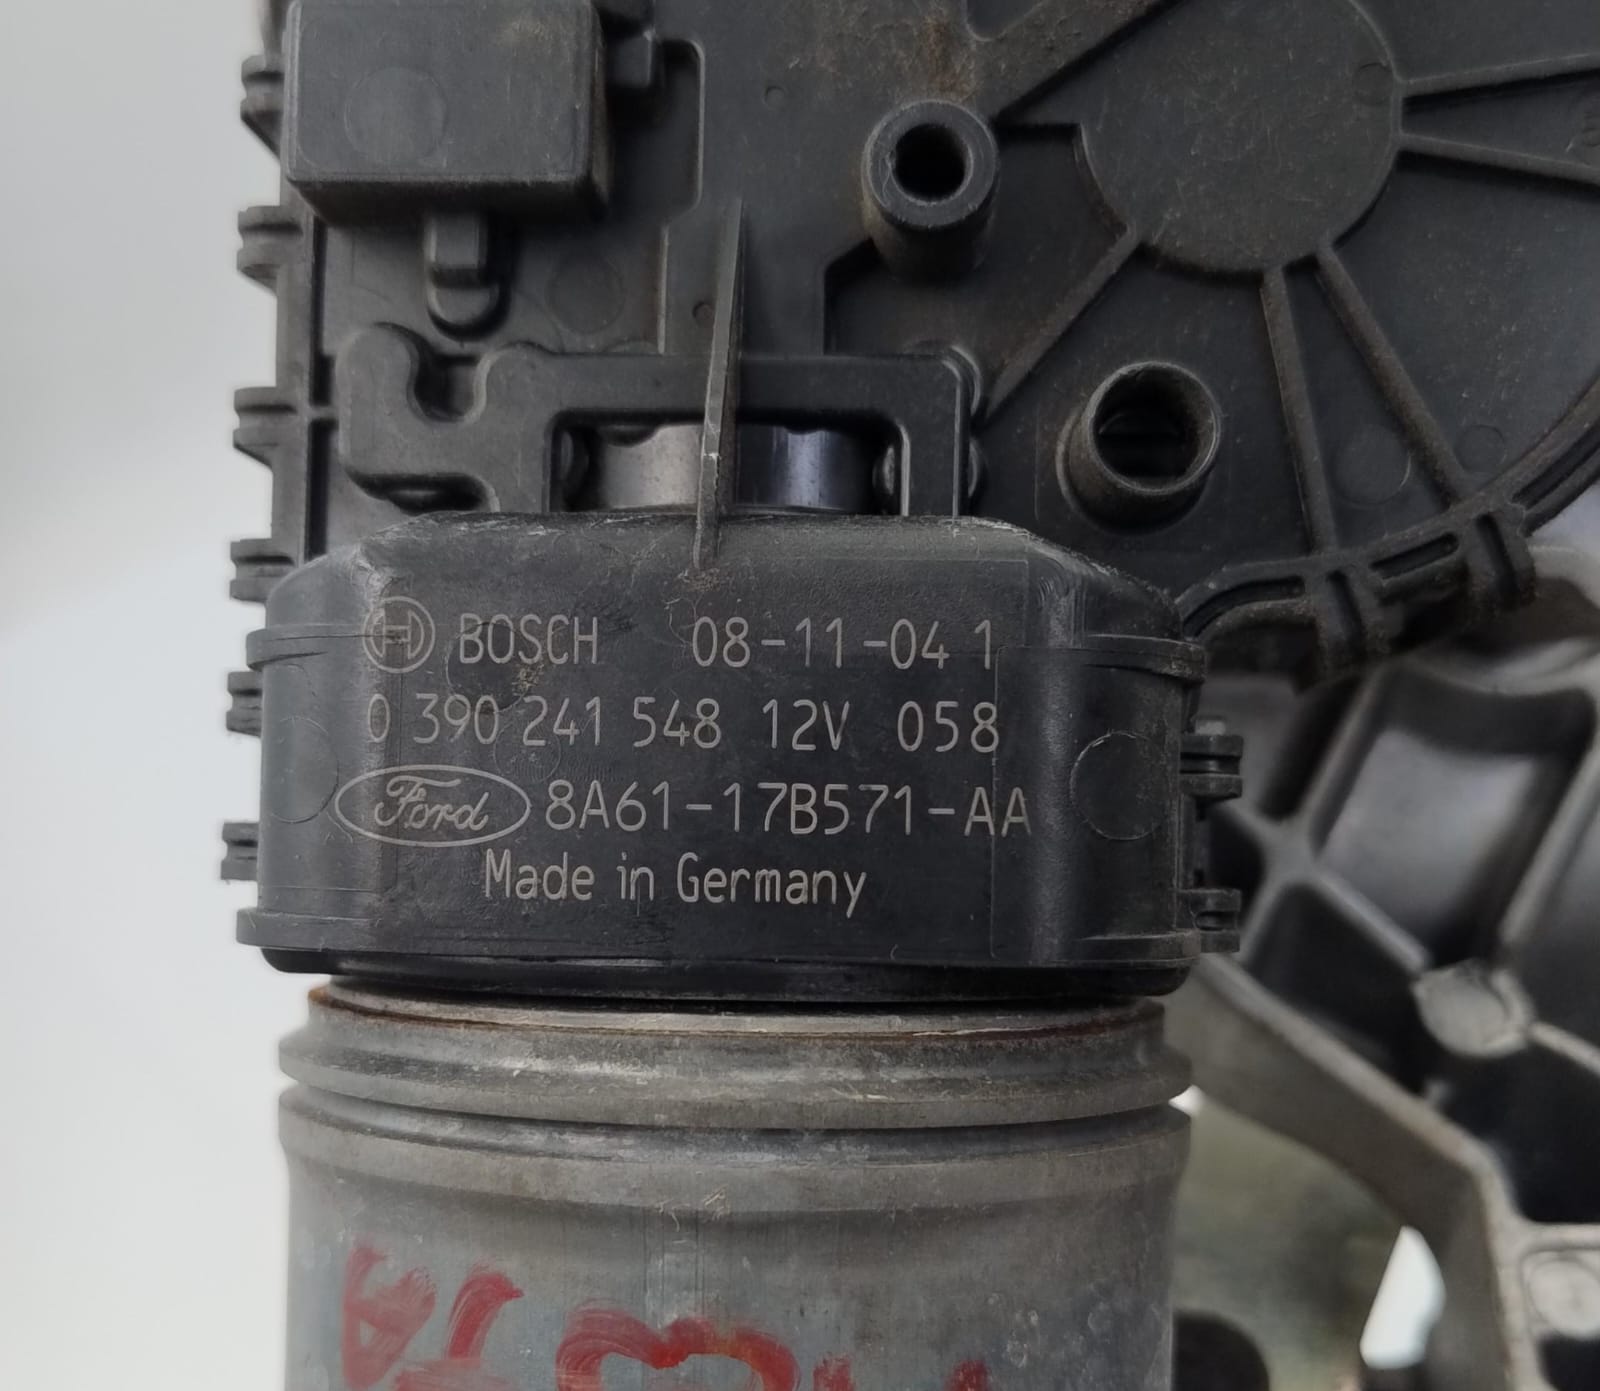 BOSCH 08-11-04 1
0 390 241 548 12V 058
Ford 8A61-17B571-AA
Made in Germany